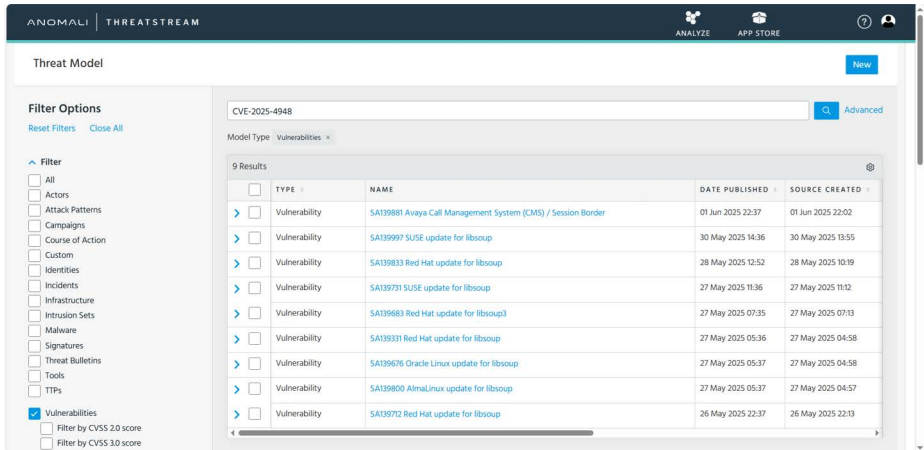 ANOMALI | THREATSTREAM
ANALYZE
APP STORE
?
Threat Model
New
Filter Options
Reset Filters Close All
Filter
All
Actors
Attack Patterns
Campaigns
Course of Action
Custom
Identities
Incidents
Infrastructure
Intrusion Sets
Malware
Signatures
Threat Bulletins
Tools
TTPs
Vulnerabilities
Filter by CVSS 2.0 score
Filter by CVSS 3.0 score
CVE-2025-4948
Advanced
Model Type Vulnerabilities ×
9 Results
TYPE NAME DATE PUBLISHED SOURCE CREATED
Vulnerability SA139881 Avaya Call Management System (CMS) / Session Border 01 Jun 2025 22:37 01 Jun 2025 22:02
Vulnerability SA139997 SUSE update for libsoup 30 May 2025 14:36 30 May 2025 13:55
Vulnerability SA139833 Red Hat update for libsoup 28 May 2025 12:52 28 May 2025 10:19
Vulnerability SA139731 SUSE update for libsoup 27 May 2025 11:36 27 May 2025 11:12
Vulnerability SA139683 Red Hat update for libsoup3 27 May 2025 07:35 27 May 2025 07:13
Vulnerability SA139331 Red Hat update for libsoup 27 May 2025 05:36 27 May 2025 04:58
Vulnerability SA139676 Oracle Linux update for libsoup 27 May 2025 05:37 27 May 2025 04:58
Vulnerability SA139800 AlmaLinux update for libsoup 27 May 2025 05:37 27 May 2025 04:57
Vulnerability SA139712 Red Hat update for libsoup 26 May 2025 22:37 26 May 2025 22:13